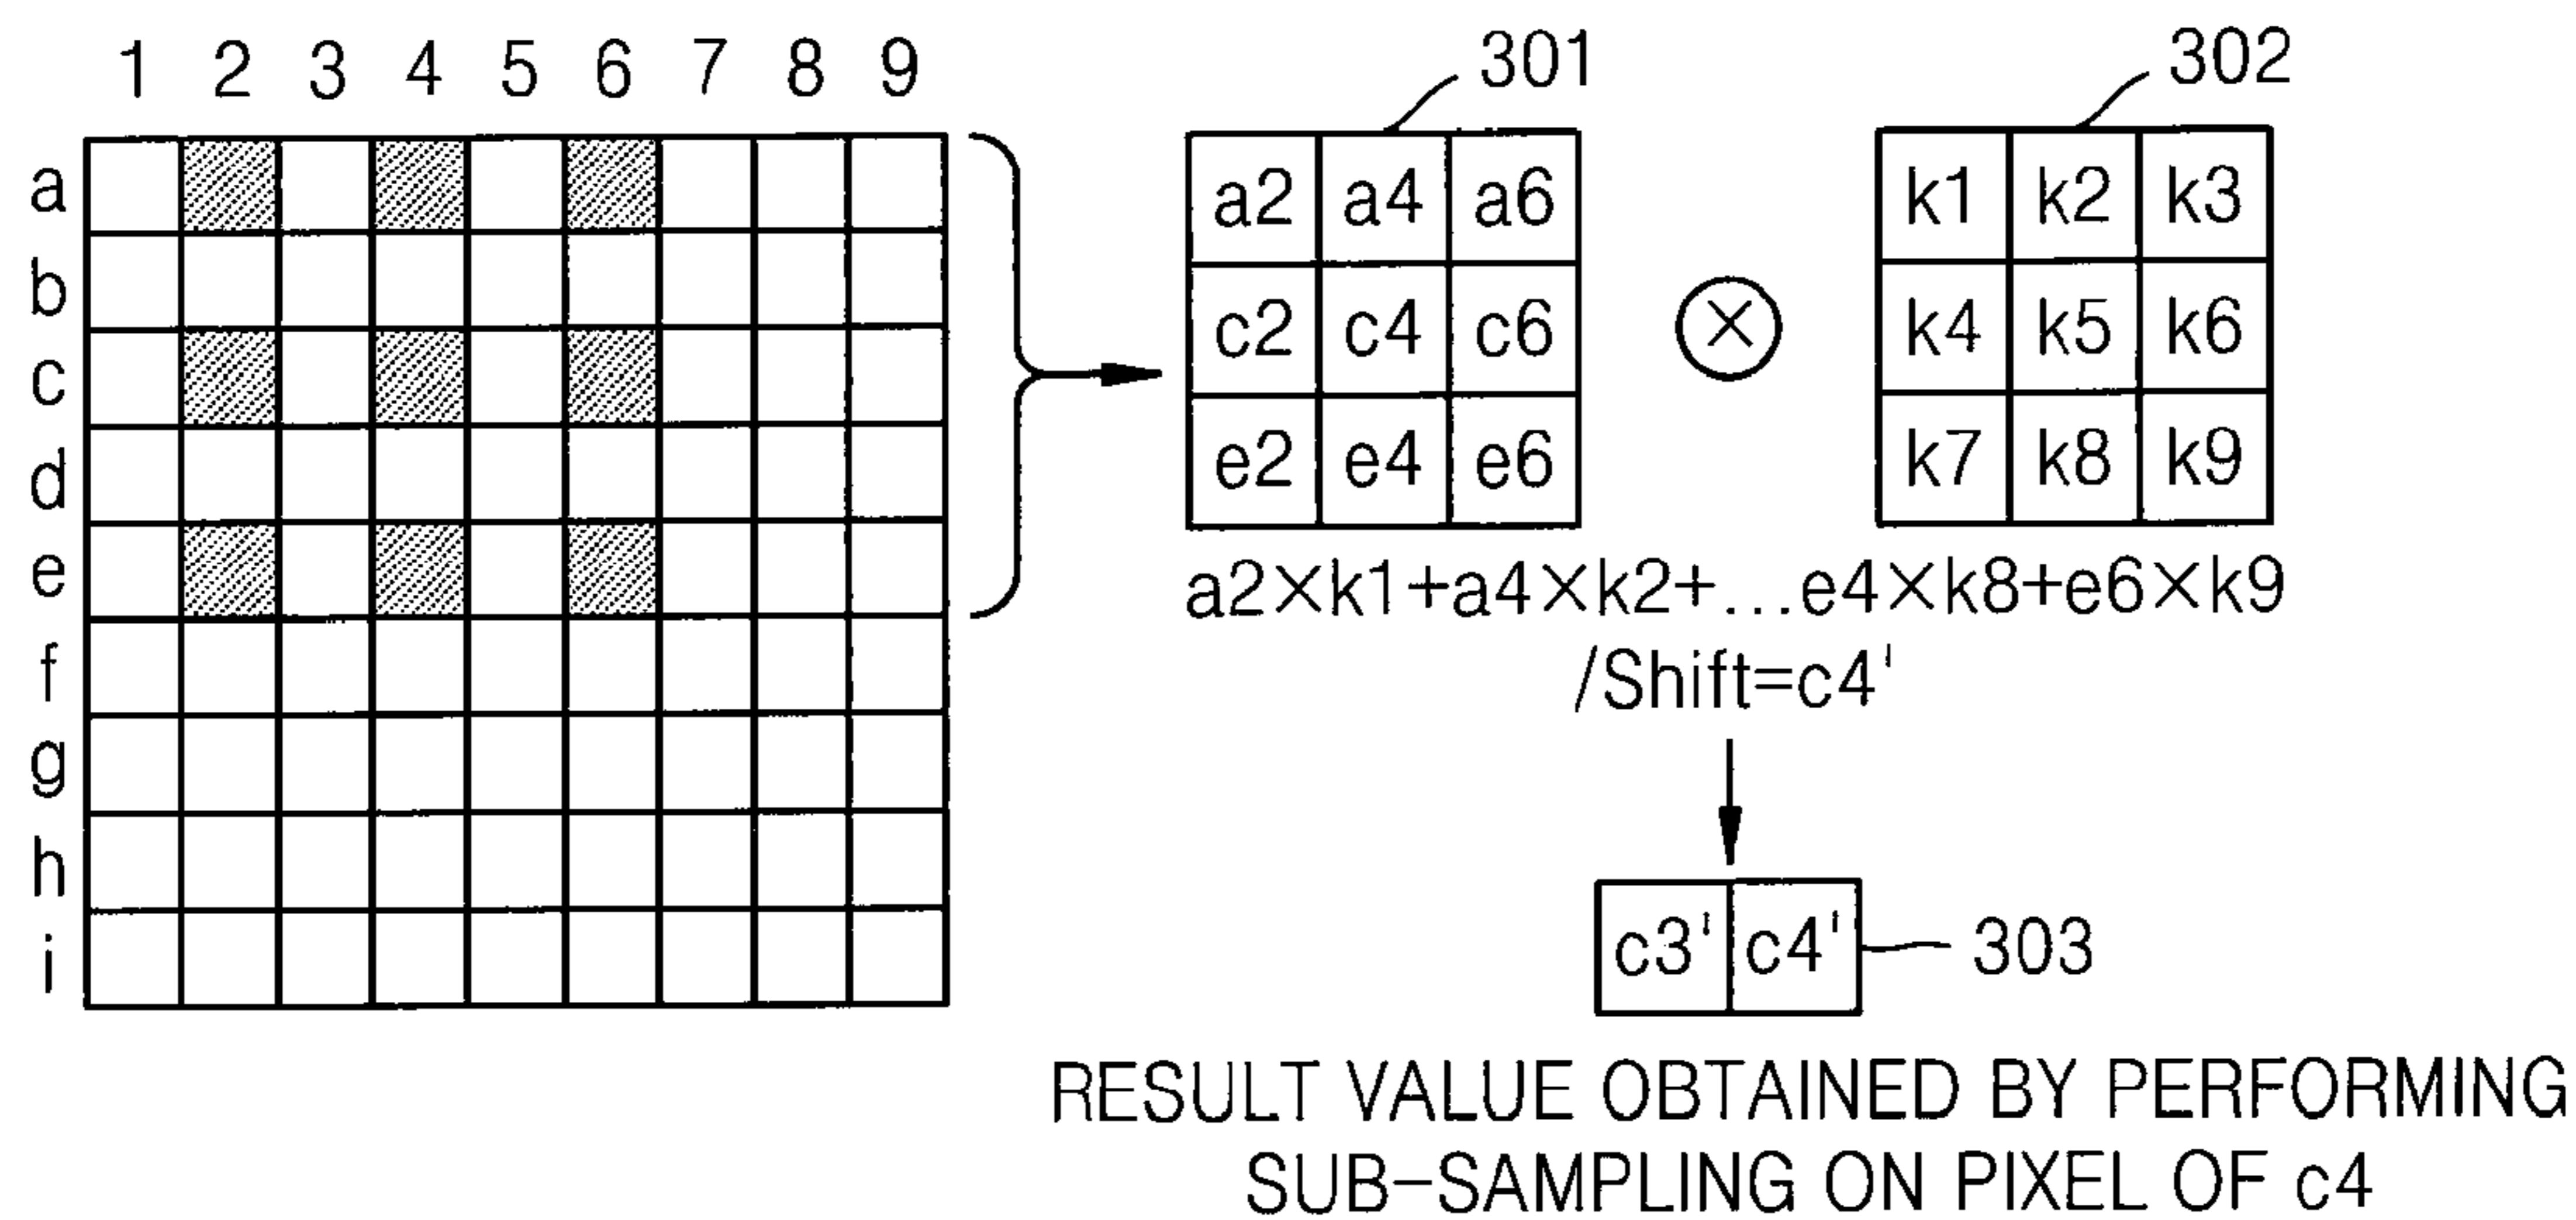 1 2 3 4 5 6 7 8 9
a
b
c
d
e
f
g
h
i
301
a2 a4 a6
c2 c4 c6
e2 e4 e6
302
k1 k2 k3
k4 k5 k6
k7 k8 k9
a2×k1+a4×k2+...e4×k8+e6×k9
/Shift=c4'
c3' c4'
303
RESULT VALUE OBTAINED BY PERFORMING
SUB-SAMPLING ON PIXEL OF c4